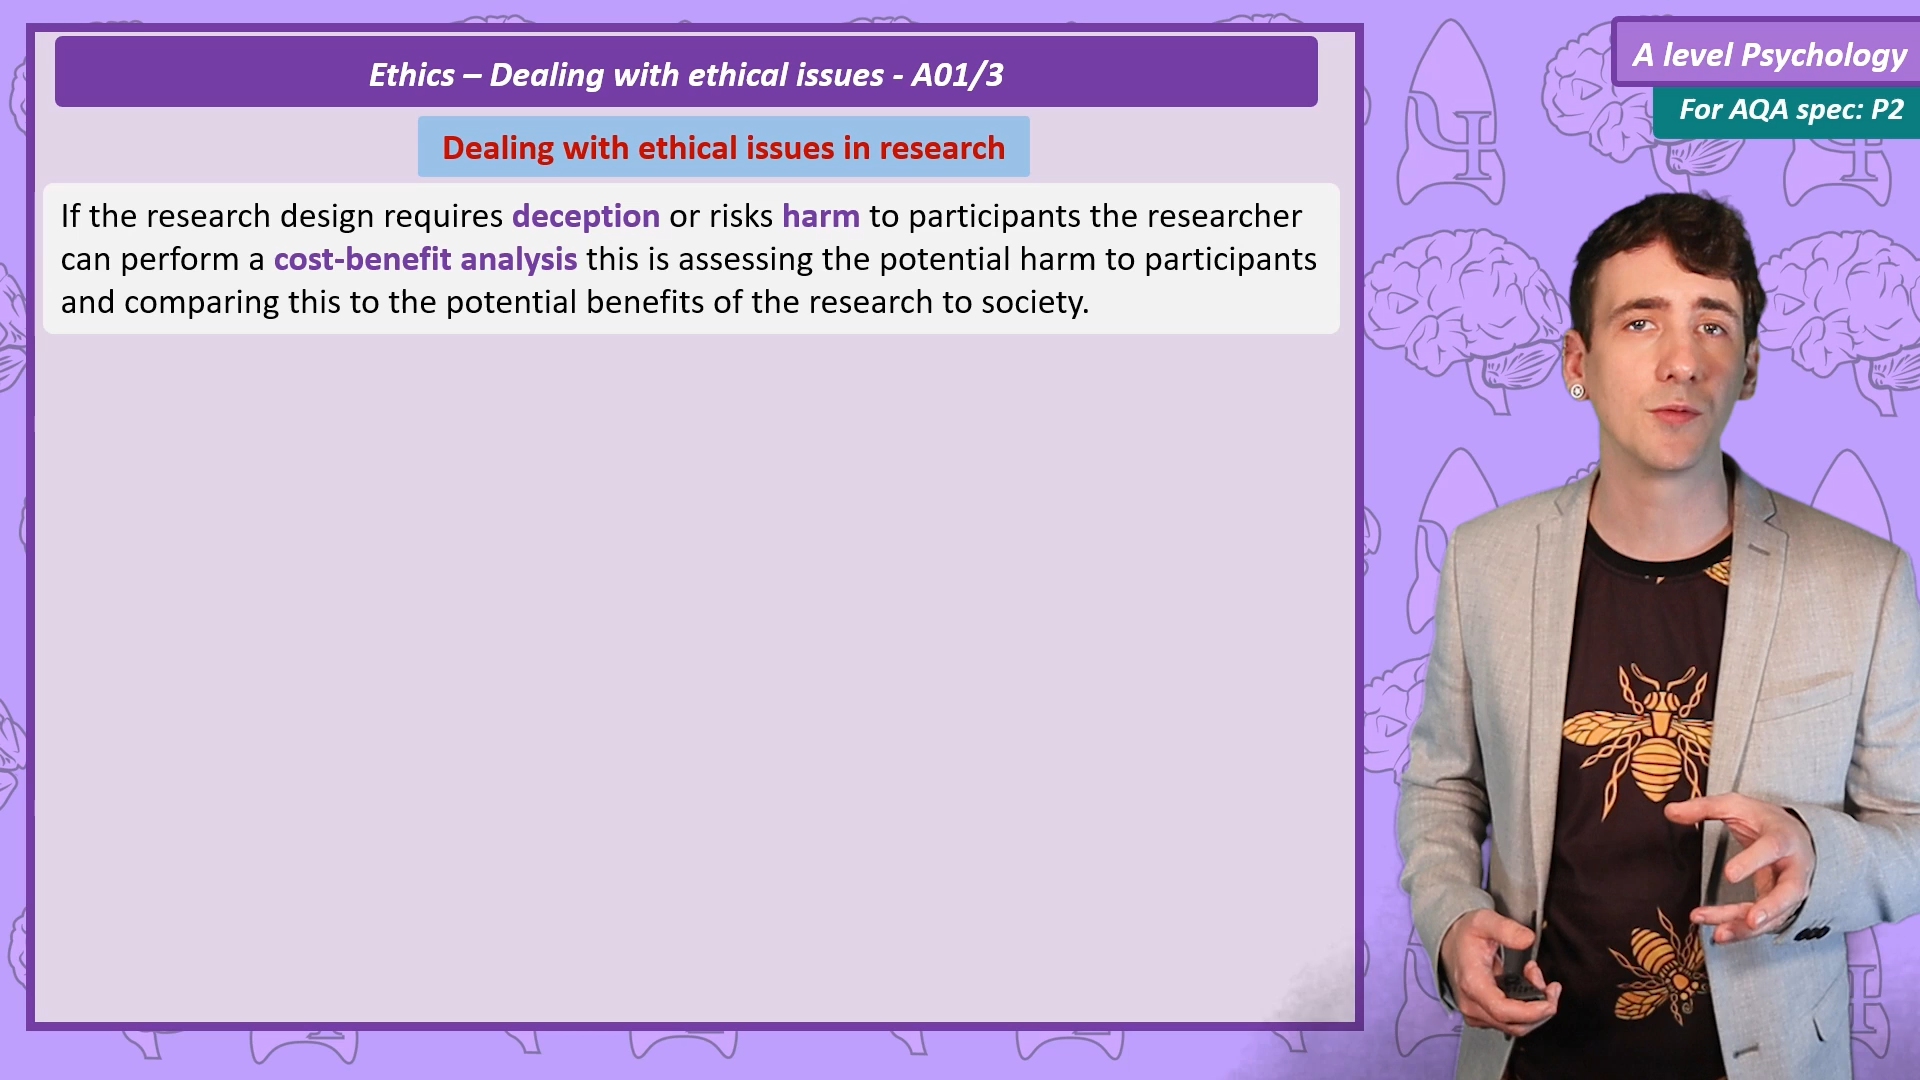 Ethics – Dealing with ethical issues - A01/3
A level Psychology
For AQA spec: P2
Dealing with ethical issues in research
If the research design requires deception or risks harm to participants the researcher
can perform a cost-benefit analysis this is assessing the potential harm to participants
and comparing this to the potential benefits of the research to society.